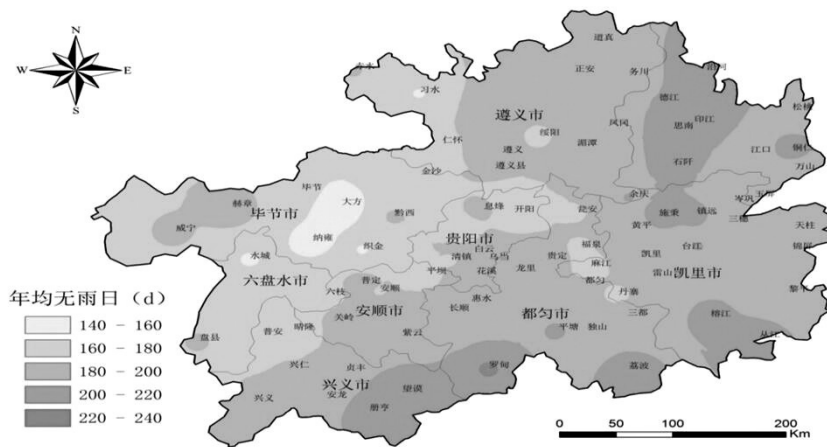 N
W E
S
道真
正安
务川
沿河
赤水
习水
德江
松桃
遵义市
思南
印江
绥阳
凤冈
仁怀
遵义
湄潭
江口
铜仁
遵义县
石阡
万山
金沙
毕节
大方
黔西
息烽
开阳
瓮安
余庆
岑巩
玉屏
赫章
毕节市
施秉
镇远
三穗
威宁
纳雍
织金
贵阳市
白云
黄平
天柱
水城
清镇
乌当
贵定
福泉
凯里
台江
锦屏
六盘水市
普定
平坝
花溪
龙里
麻江
雷山
凯里市
年均无雨日 (d)
六枝
安顺
惠水
都匀
丹寨
黎平
140 - 160
关岭
安顺市
长顺
都匀市
三都
榕江
从江
160 - 180
盘县
普安
晴隆
紫云
平塘
独山
180 - 200
兴仁
贞丰
罗甸
荔波
200 - 220
兴义
兴义市
安龙
望谟
册亨
220 - 240
0 50 100 200
Km